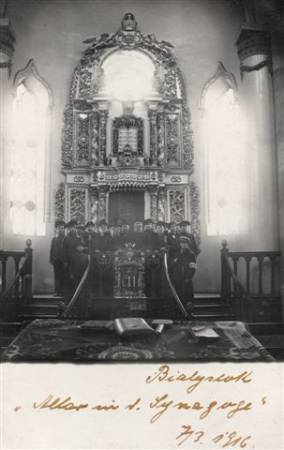 Bialystok
"Altar in d. Synagoge"
7/3. 1916